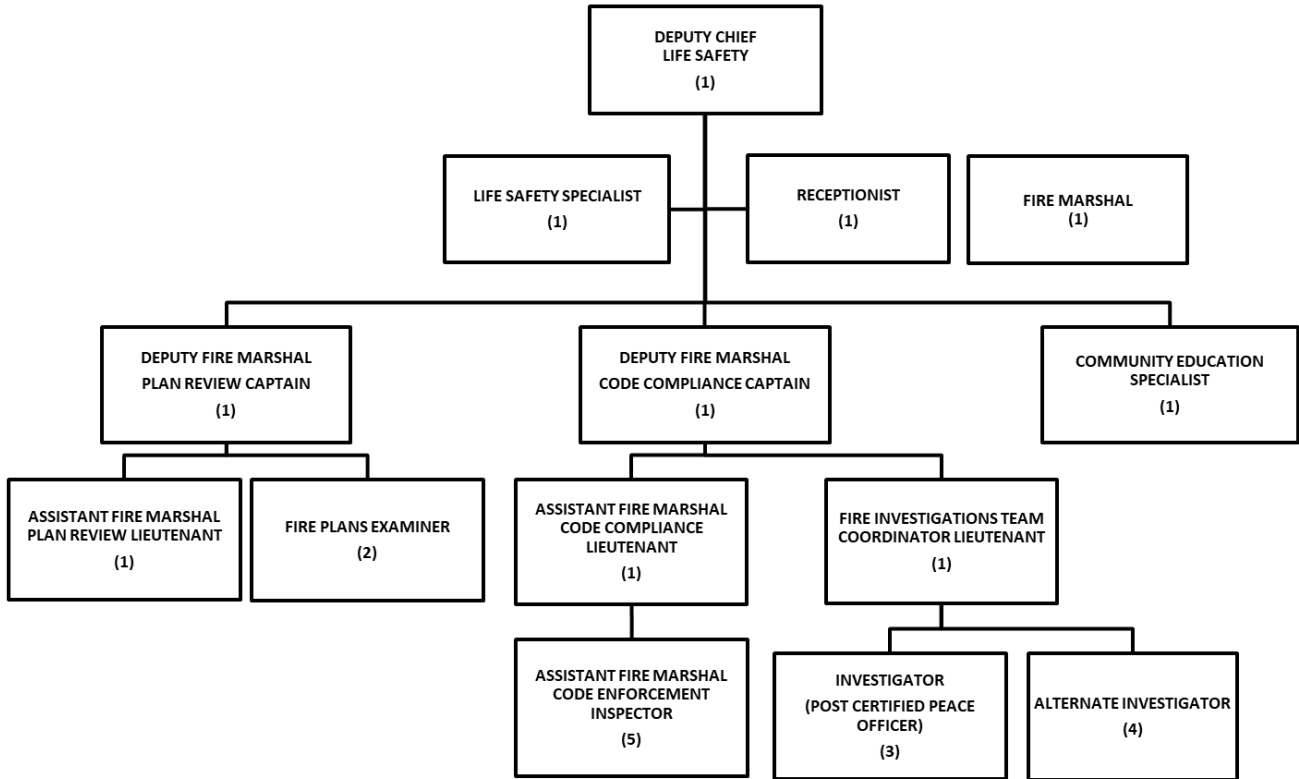 DEPUTY CHIEF
LIFE SAFETY
(1)
LIFE SAFETY SPECIALIST
(1)
RECEPTIONIST
(1)
FIRE MARSHAL
(1)
DEPUTY FIRE MARSHAL
PLAN REVIEW CAPTAIN
(1)
DEPUTY FIRE MARSHAL
CODE COMPLIANCE CAPTAIN
(1)
COMMUNITY EDUCATION
SPECIALIST
(1)
ASSISTANT FIRE MARSHAL
PLAN REVIEW LIEUTENANT
(1)
FIRE PLANS EXAMINER
(2)
ASSISTANT FIRE MARSHAL
CODE COMPLIANCE
LIEUTENANT
(1)
FIRE INVESTIGATIONS TEAM
COORDINATOR LIEUTENANT
(1)
ASSISTANT FIRE MARSHAL
CODE ENFORCEMENT
INSPECTOR
(5)
INVESTIGATOR
(POST CERTIFIED PEACE
OFFICER)
(3)
ALTERNATE INVESTIGATOR
(4)